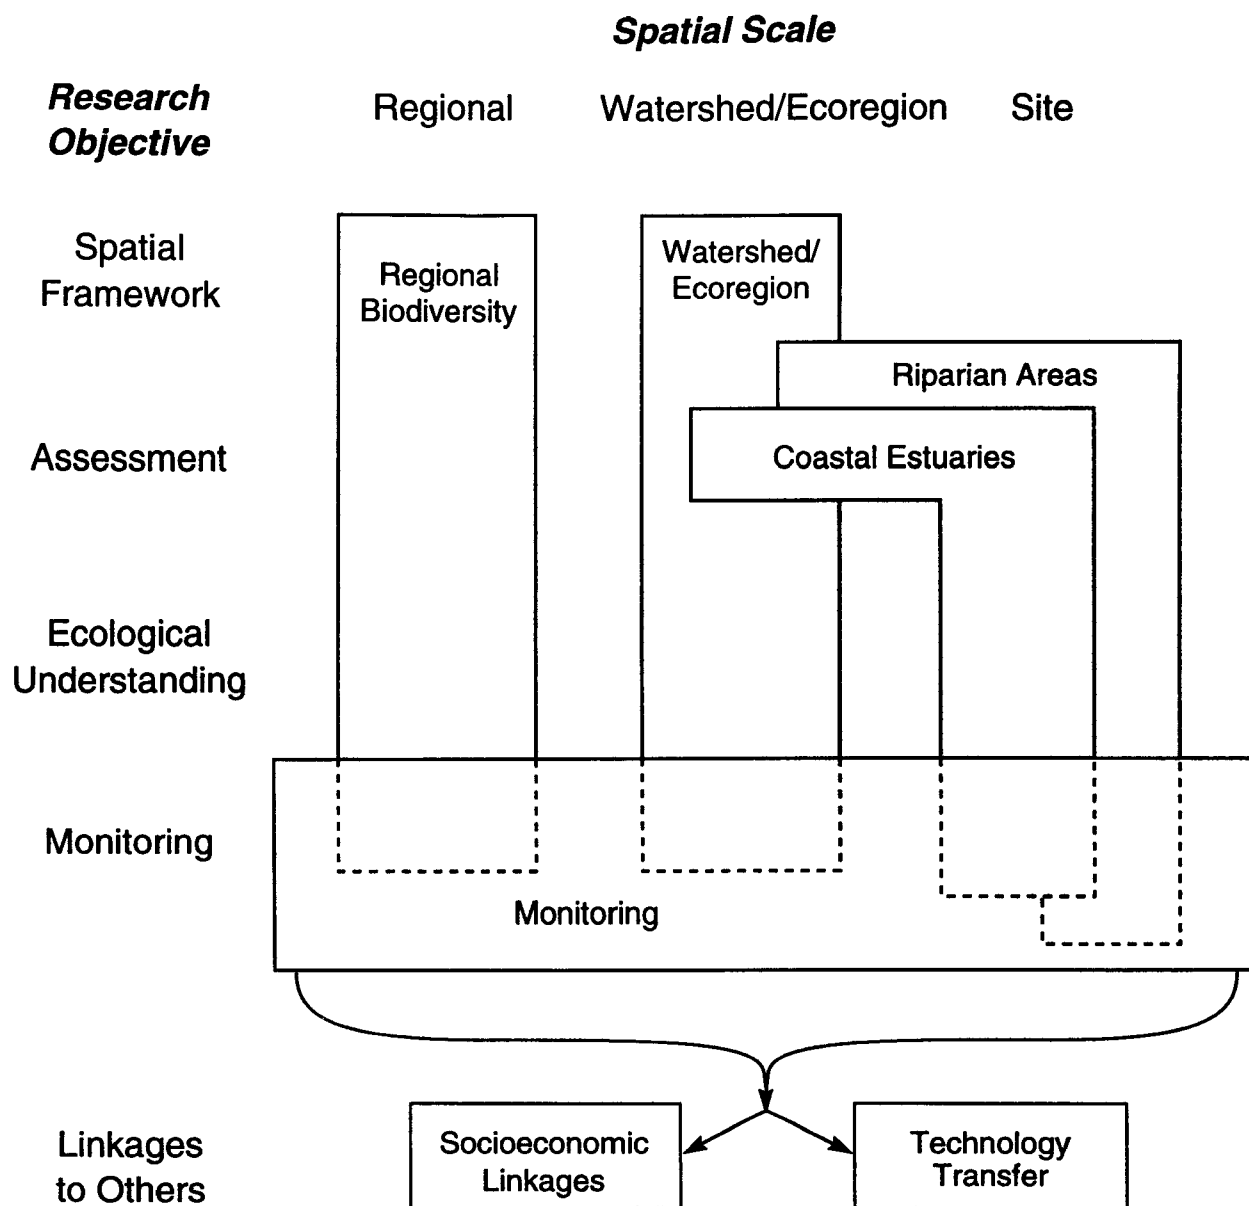 Spatial Scale
Research
Objective
Regional
Watershed/Ecoregion
Site
Spatial
Framework
Regional
Biodiversity
Watershed/
Ecoregion
Riparian Areas
Assessment
Coastal Estuaries
Ecological
Understanding
Monitoring
Monitoring
Linkages
to Others
Socioeconomic
Linkages
Technology
Transfer